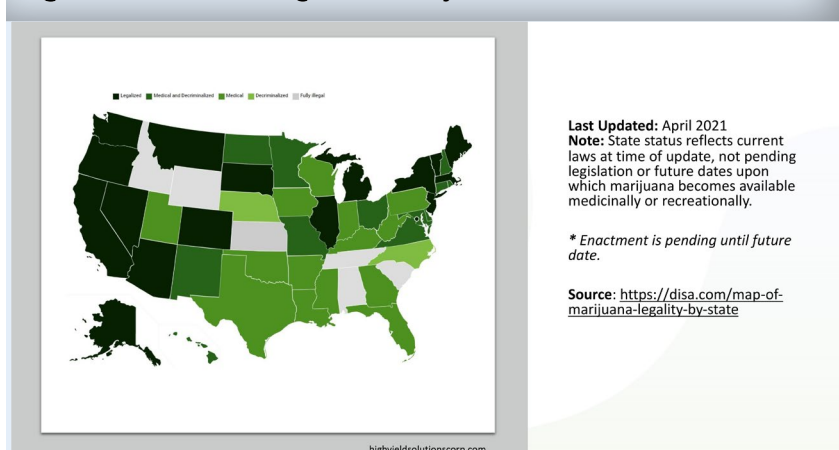 Legalized Medical and Decriminalized Medical Decriminalized Fully Illegal
Last Updated: April 2021
Note: State status reflects current
laws at time of update, not pending
legislation or future dates upon
which marijuana becomes available
medicinally or recreationally.
* Enactment is pending until future
date.
Source: https://disa.com/map-of-
marijuana-legality-by-state
highyieldsolutionscorp.com